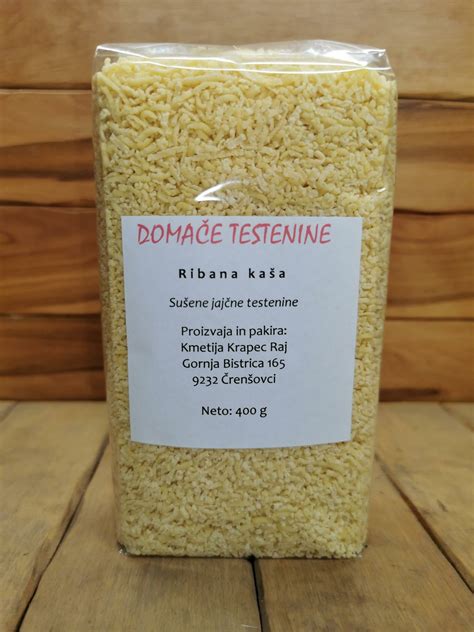 DOMAČE TESTENINE
Ribana kaša
Sušene jajčne testenine
Proizvaja in pakira:
Kmetija Krapec Raj
Gornja Bistrica 165
9232 Črenšovci
Neto: 400 g